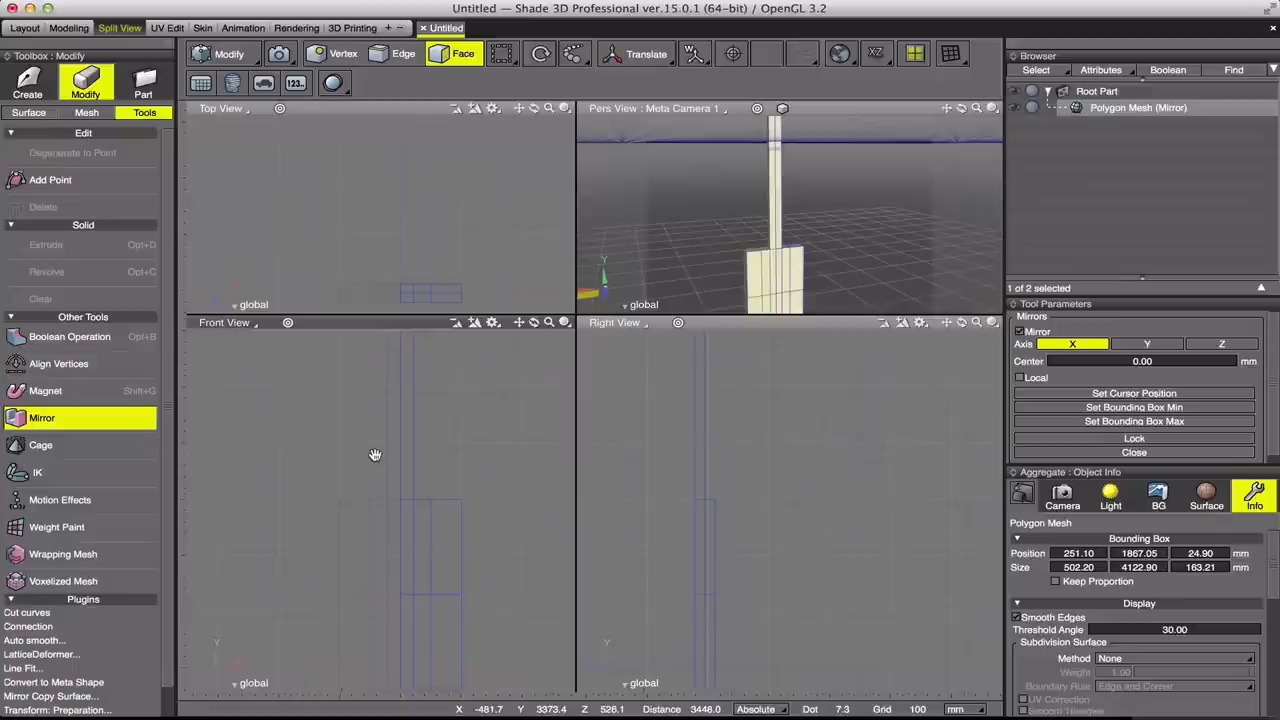 Untitled — Shade 3D Professional ver.15.0.1 (64-bit) / OpenGL 3.2
Layout Modeling Split View UV Edit Skin Animation Rendering 3D Printing + − × Untitled
Toolbox: Modify
Create Modify Part
Surface Mesh Tools
Edit
Degenerate to Point
Add Point
Delete
Solid
Extrude Opt+D
Revolve Opt+C
Clear
Other Tools
Boolean Operation Opt+B
Align Vertices
Magnet Shift+G
Mirror
Cage
IK
Motion Effects
Weight Paint
Wrapping Mesh
Voxelized Mesh
Plugins
Cut curves
Connection
Auto smooth...
LatticeDeformer...
Line Fit...
Convert to Meta Shape
Mirror Copy Surface...
Transform: Preparation...
Modify Vertex Edge Face Translate W XZ
123..
Top View
global
Pers View : Meta Camera 1
Y
global
Front View
Y
global
Right View
Y
global
X -481.7 Y 3373.4 Z 526.1 Distance 3448.0 Absolute Dot 7.3 Grid 100 mm
Browser
Select Attributes Boolean Find
Root Part
Polygon Mesh (Mirror)
1 of 2 selected
Tool Parameters
Mirrors
Mirror
Axis X Y Z
Center 0.00 mm
Local
Set Cursor Position
Set Bounding Box Min
Set Bounding Box Max
Lock
Close
Aggregate : Object Info
Camera Light BG Surface Info
Polygon Mesh
Bounding Box
Position 251.10 1867.05 24.90 mm
Size 502.20 4122.90 163.21 mm
Keep Proportion
Display
Smooth Edges
Threshold Angle 30.00
Subdivision Surface
Method None
Weight 1.00
Boundary Rule Edge and Corner
UV Correction
Smooth Tangencies